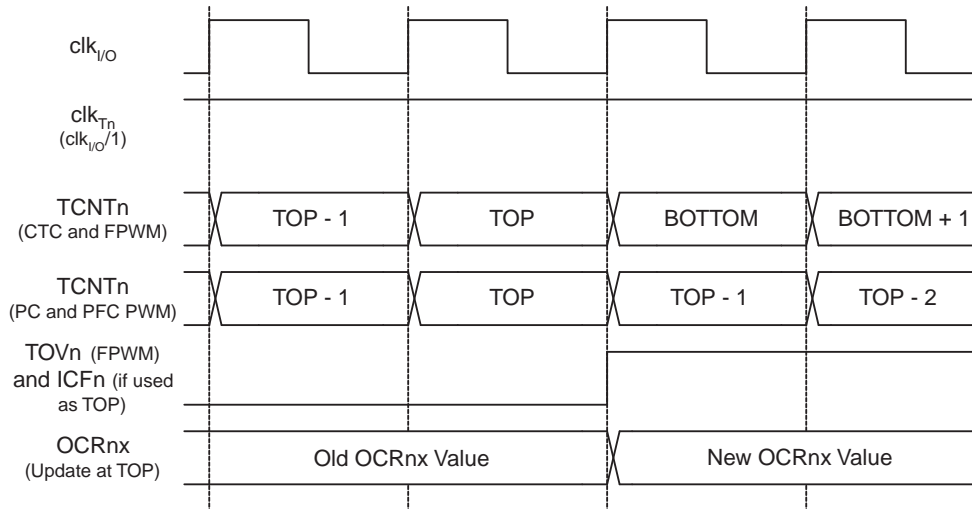 clkI/O
clkTn
(clkI/O/1)
TCNTn
(CTC and FPWM)
TOP - 1
TOP
BOTTOM
BOTTOM + 1
TCNTn
(PC and PFC PWM)
TOP - 1
TOP
TOP - 1
TOP - 2
TOVn (FPWM)
and ICFn (if used
as TOP)
OCRnx
(Update at TOP)
Old OCRnx Value
New OCRnx Value